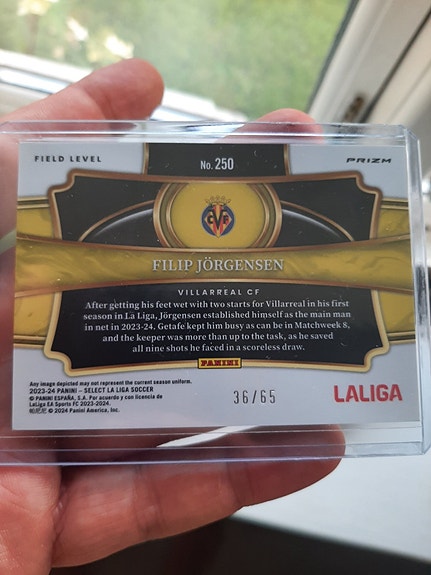 FIELD LEVEL
No. 250
PRIZM
CVF
FILIP JÖRGENSEN
VILLARREAL CF
After getting his feet wet with two starts for Villarreal in his first
season in La Liga, Jörgensen established himself as the main man
in net in 2023-24. Getafe kept him busy as can be in Matchweek 8,
and the keeper was more than up to the task, as he saved
all nine shots he faced in a scoreless draw.
PANINI
Any image depicted may not represent the current season uniform.
2023-24 PANINI – SELECT LA LIGA SOCCER
© PANINI ESPAÑA, S.A. Por acuerdo y con licencia de
LaLiga EA Sports FC 2023-2024.
© 2024 Panini America, Inc.
36/65
LALIGA